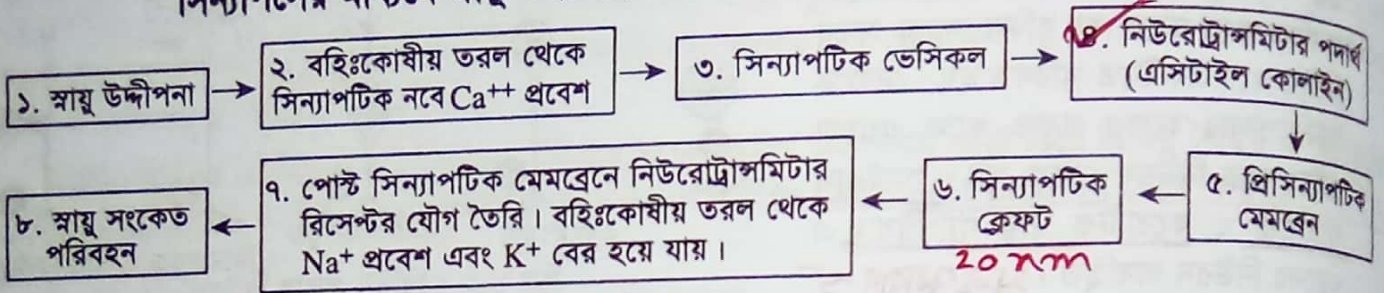 ১. স্নায়ু উদ্দীপনা
২. বহিঃকোষীয় তরল থেকে
সিন্যাপটিক নবে Ca++ প্রবেশ
৩. সিন্যাপটিক ভেসিকল
৪. নিউরোট্রান্সমিটার পদার্থ
(এসিটাইল কোলাইন)
৫. প্রিসিন্যাপটিক
মেমব্রেন
৬. সিন্যাপটিক
ক্লেফট
20 nm
৭. পোস্ট সিন্যাপটিক মেমব্রেনে নিউরোট্রান্সমিটার
রিসেপ্টর যৌগ তৈরি। বহিঃকোষীয় তরল থেকে
Na+ প্রবেশ এবং K+ বের হয়ে যায়।
৮. স্নায়ু সংকেত
পরিবহন